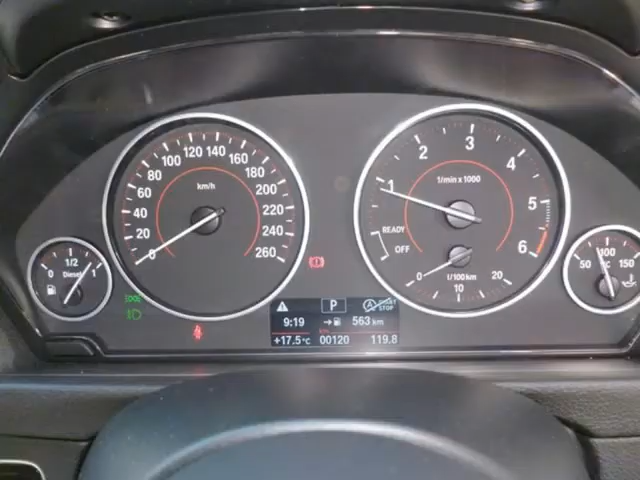 0 20 40 60 80 100 120 140 160 180 200 220 240 260
km/h
0 1/2 1
Diesel
1 2 3 4 5 6
1/min x 1000
READY
OFF
0 10 20
l/100 km
50 100 150
°C
P
A START
STOP
9:19 563 km
+17.5°C 00120 119.8